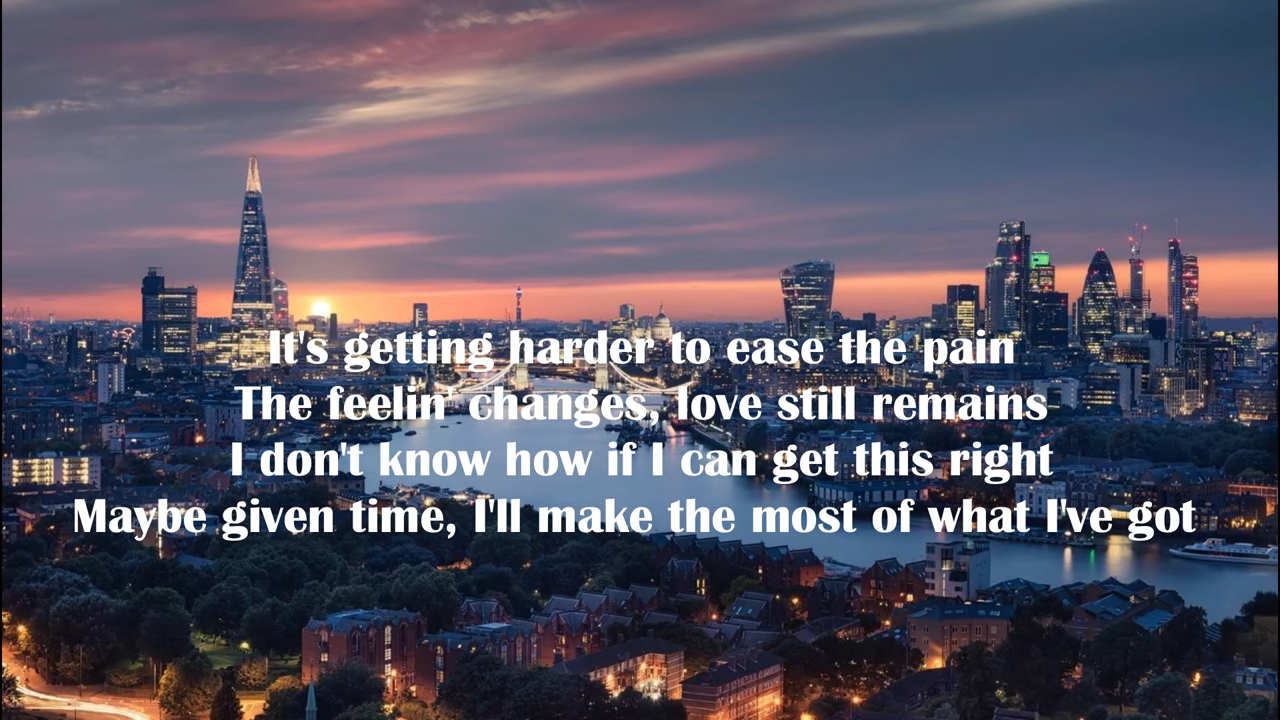 It's getting harder to ease the pain
The feelin' changes, love still remains
I don't know how if I can get this right
Maybe given time, I'll make the most of what I've got